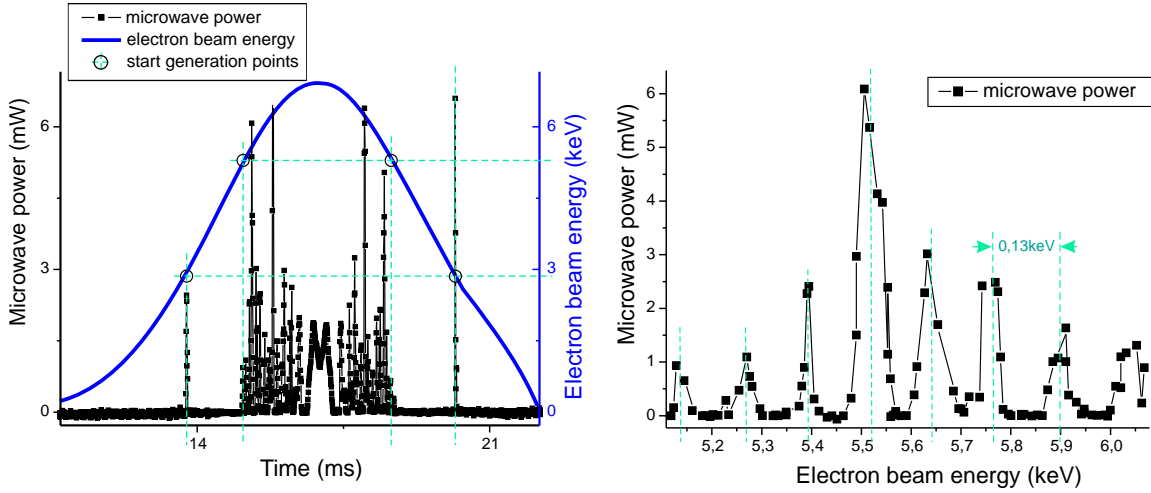 microwave power
electron beam energy
start generation points
Microwave power (mW)
6
3
0
6
3
0
Electron beam energy (keV)
14
21
Time (ms)
microwave power
Microwave power (mW)
6
5
4
3
2
1
0
0,13keV
5,2
5,3
5,4
5,5
5,6
5,7
5,8
5,9
6,0
Electron beam energy (keV)